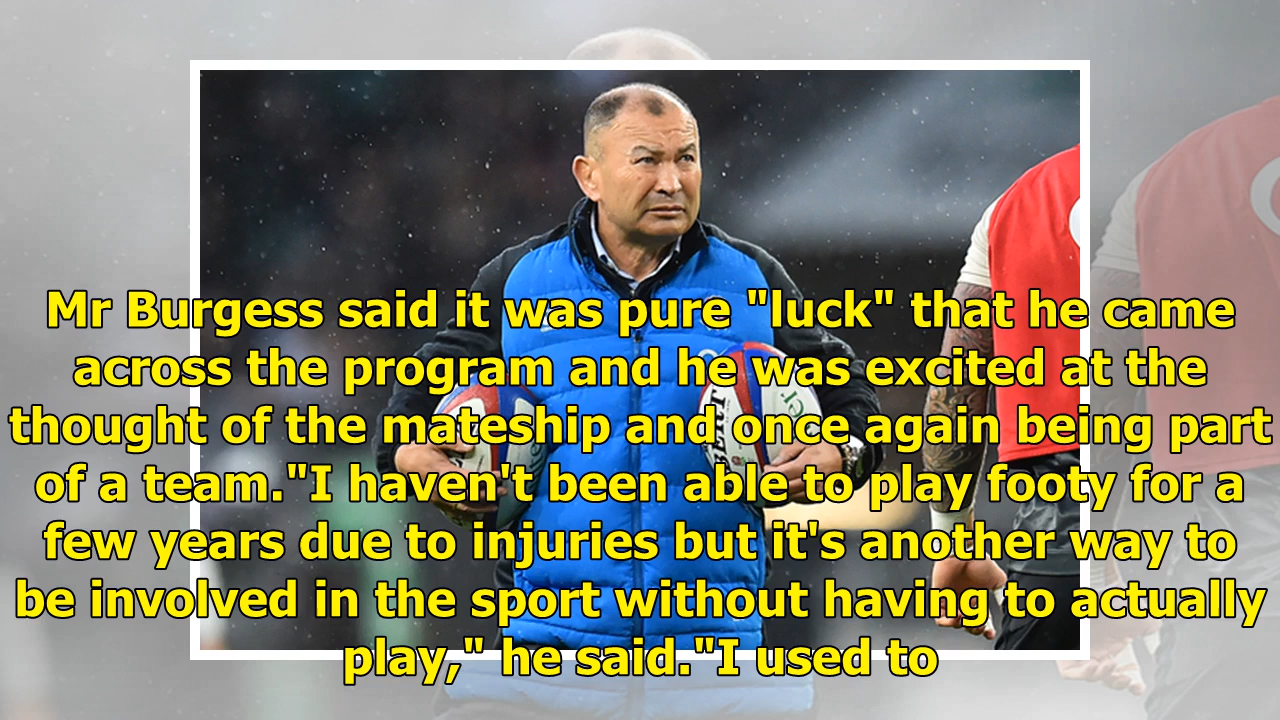 Mr Burgess said it was pure "luck" that he came
across the program and he was excited at the
thought of the mateship and once again being part
of a team."I haven't been able to play footy for a
few years due to injuries but it's another way to
be involved in the sport without having to actually
play," he said."I used to